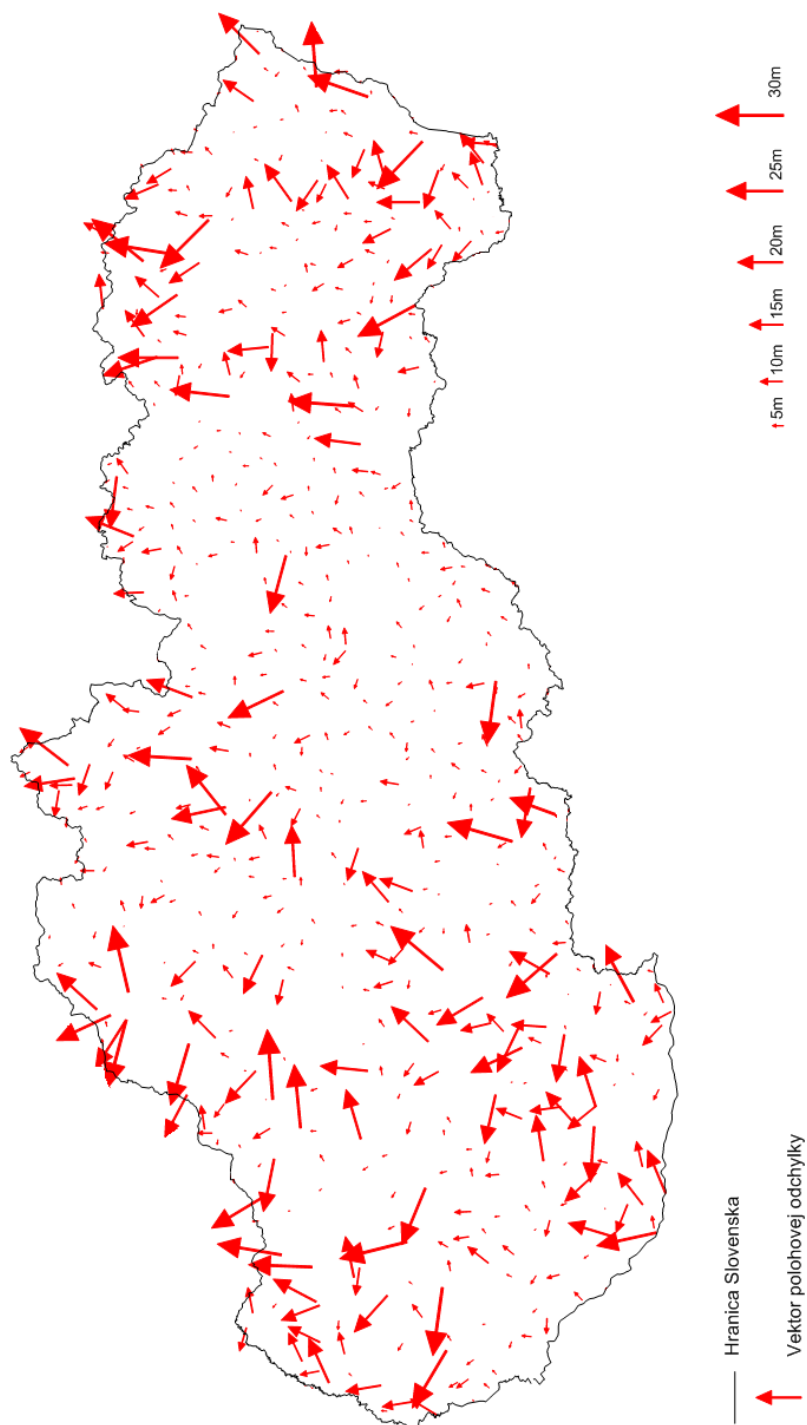 5m
10m
15m
20m
25m
30m
Hranica Slovenska
Vektor polohovej odchylky